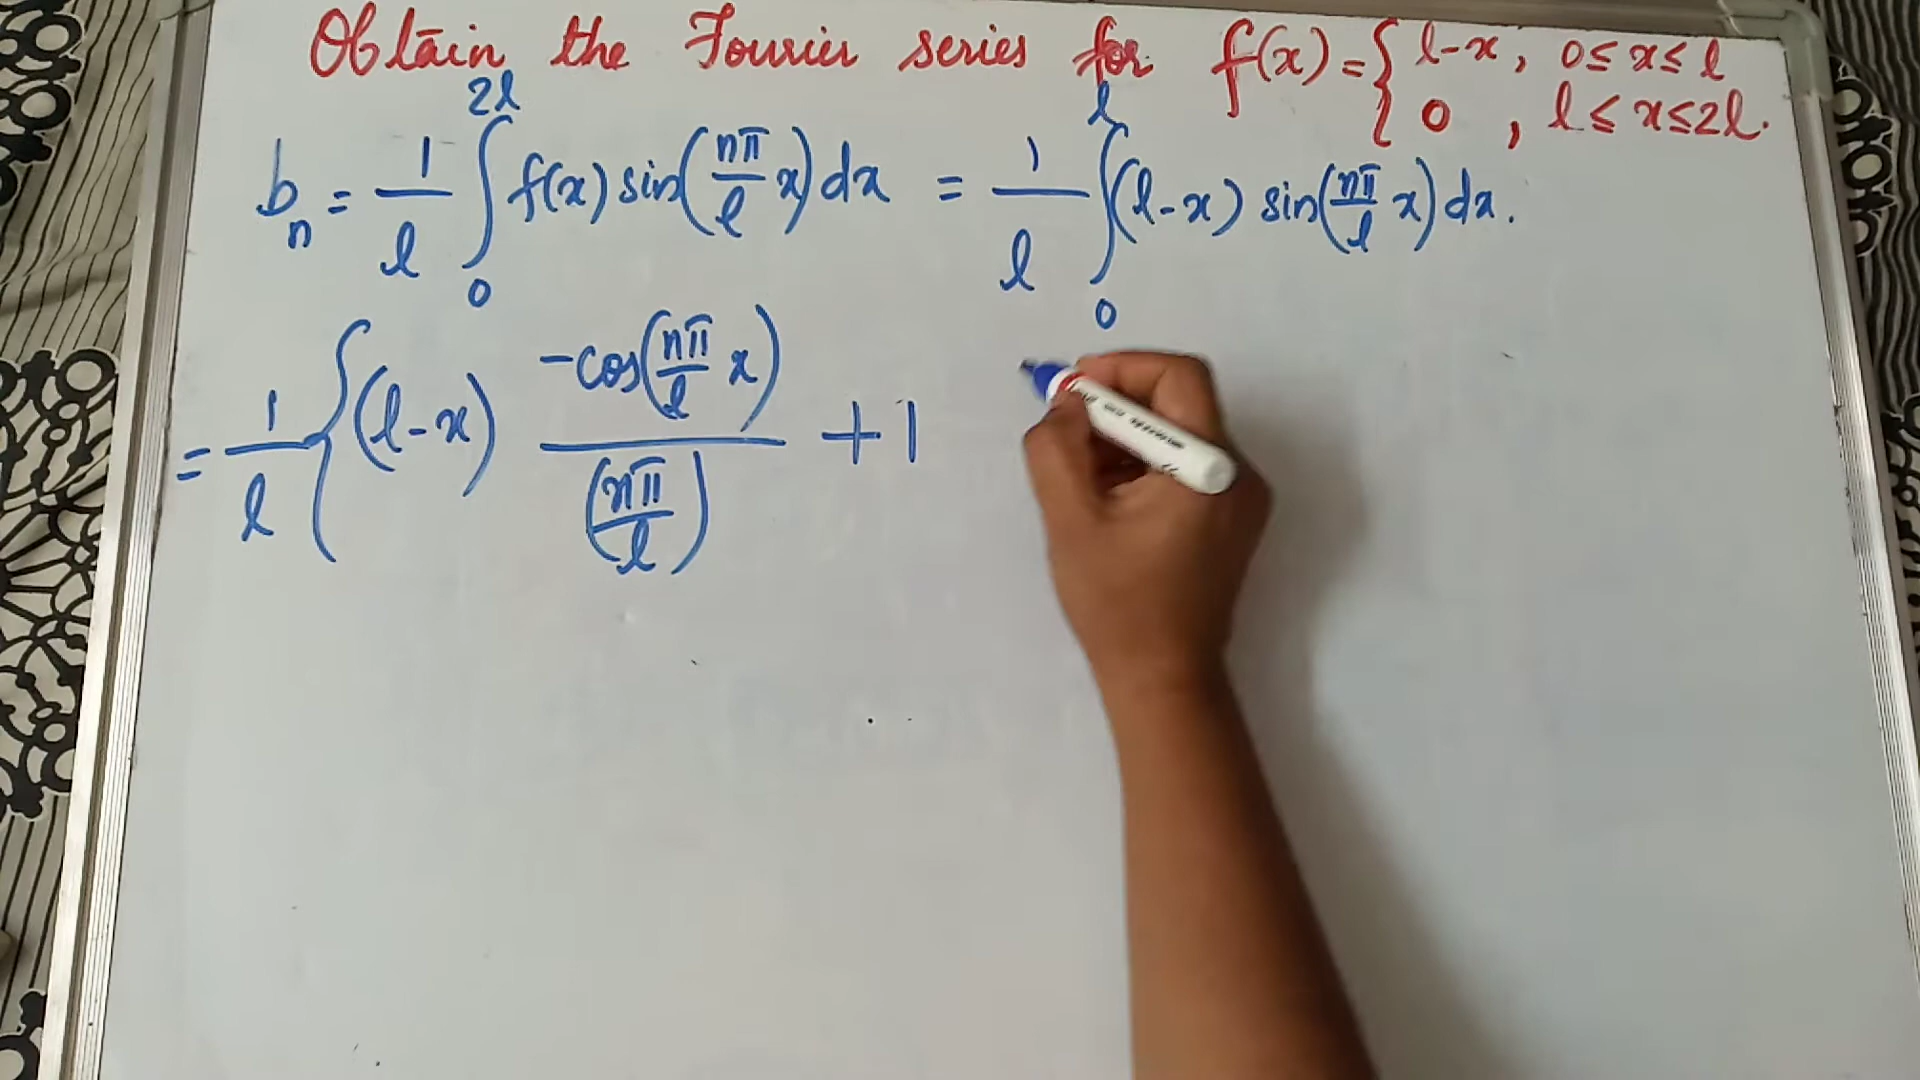 Obtain the Fourier series for f(x) = { l-x, 0 ≤ x ≤ l
0, l ≤ x ≤ 2l.
b_n = 1/l ∫_0^{2l} f(x) sin(nπ/l x) dx = 1/l ∫_0^l (l-x) sin(nπ/l x) dx.
= 1/l { (l-x) -cos(nπ/l x)/(nπ/l) + 1